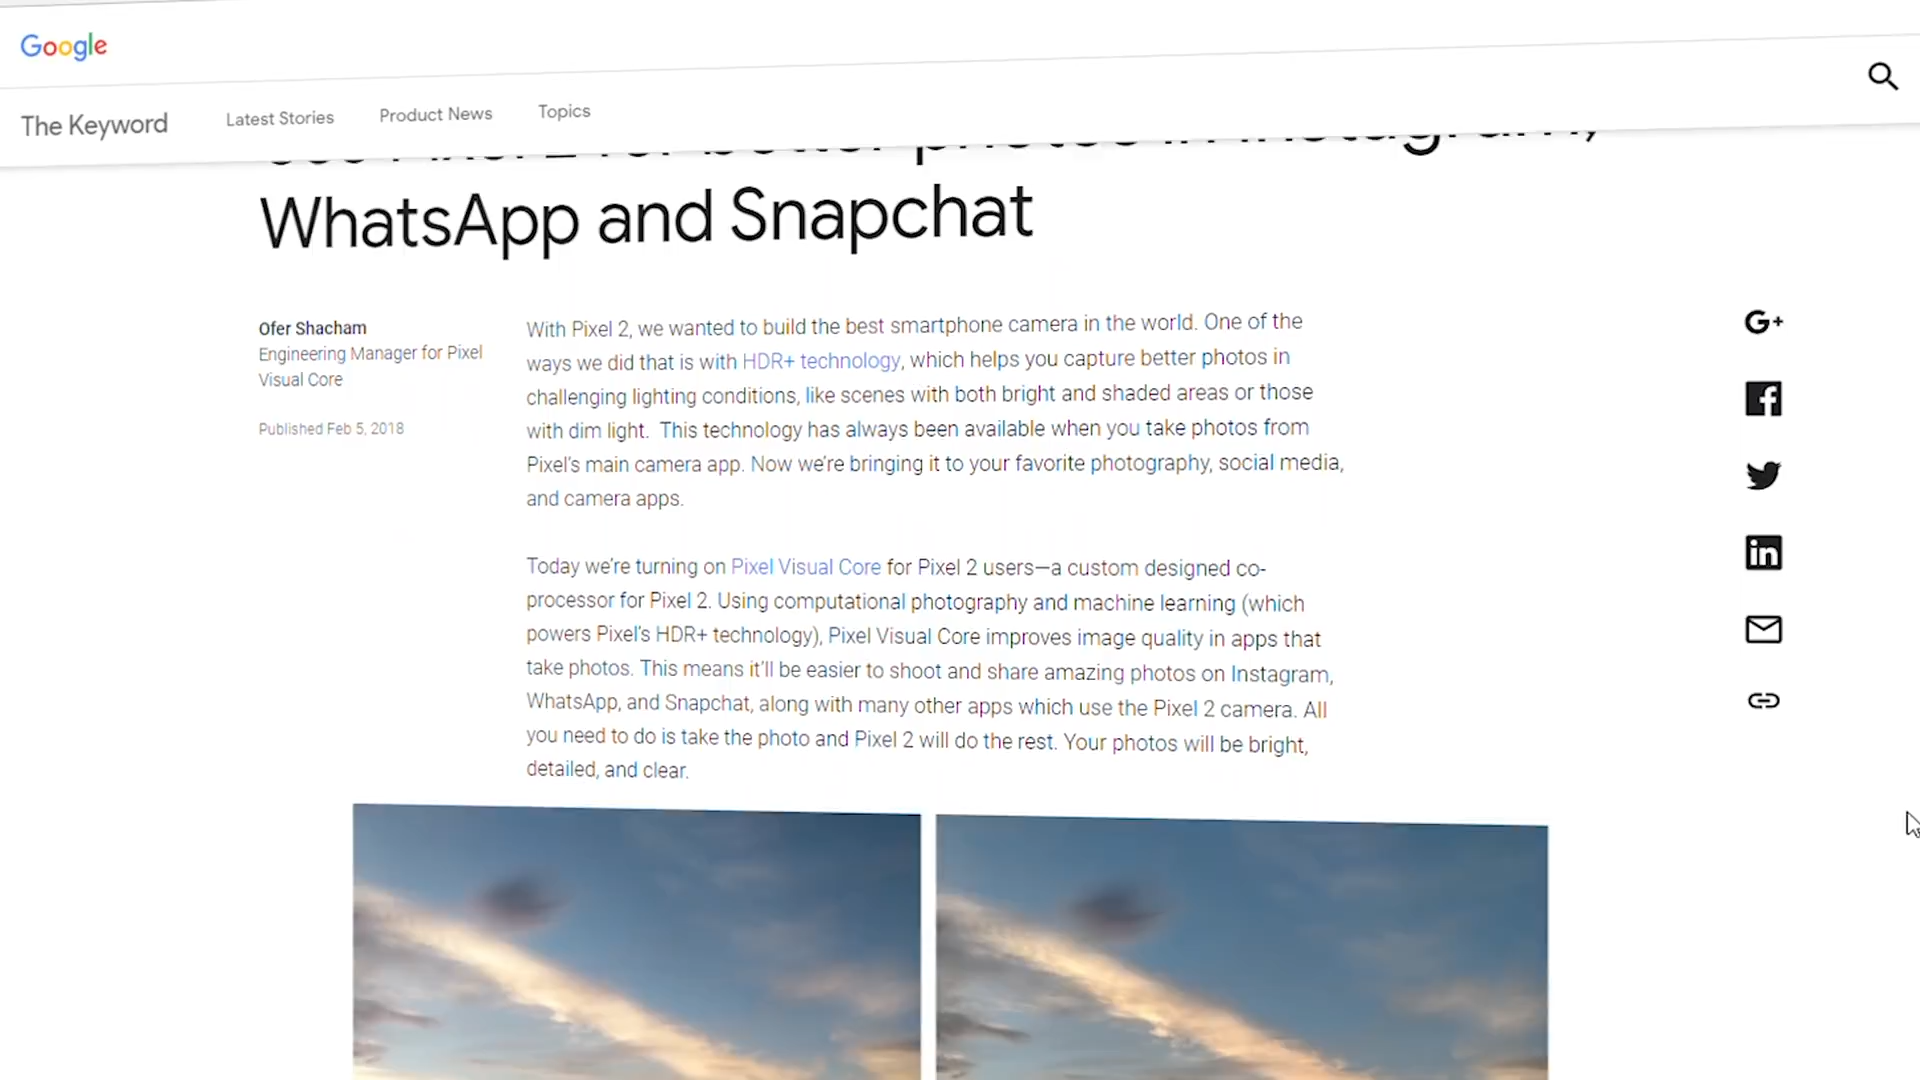 Google
The Keyword
Latest Stories
Product News
Topics
Use Pixel 2 for better photos in Instagram,
WhatsApp and Snapchat
Ofer Shacham
Engineering Manager for Pixel
Visual Core
Published Feb 5, 2018
With Pixel 2, we wanted to build the best smartphone camera in the world. One of the
ways we did that is with HDR+ technology, which helps you capture better photos in
challenging lighting conditions, like scenes with both bright and shaded areas or those
with dim light. This technology has always been available when you take photos from
Pixel's main camera app. Now we're bringing it to your favorite photography, social media,
and camera apps.
Today we're turning on Pixel Visual Core for Pixel 2 users—a custom designed co-
processor for Pixel 2. Using computational photography and machine learning (which
powers Pixel's HDR+ technology), Pixel Visual Core improves image quality in apps that
take photos. This means it'll be easier to shoot and share amazing photos on Instagram,
WhatsApp, and Snapchat, along with many other apps which use the Pixel 2 camera. All
you need to do is take the photo and Pixel 2 will do the rest. Your photos will be bright,
detailed, and clear.
G+
f
in